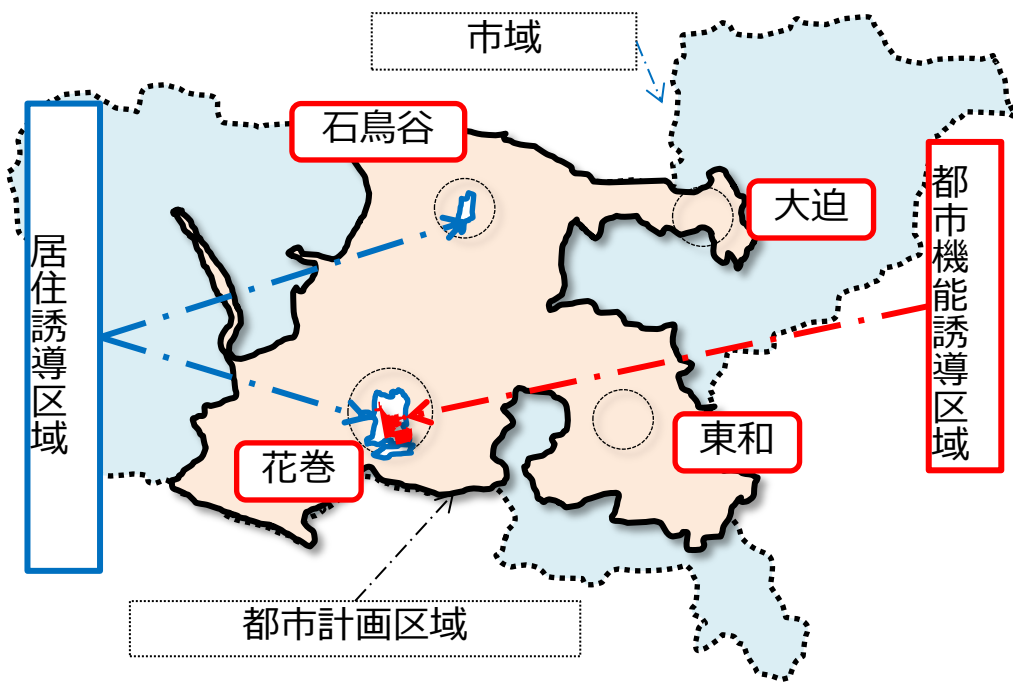 市域
石鳥谷
大迫
居住誘導区域
都市機能誘導区域
花巻
東和
都市計画区域